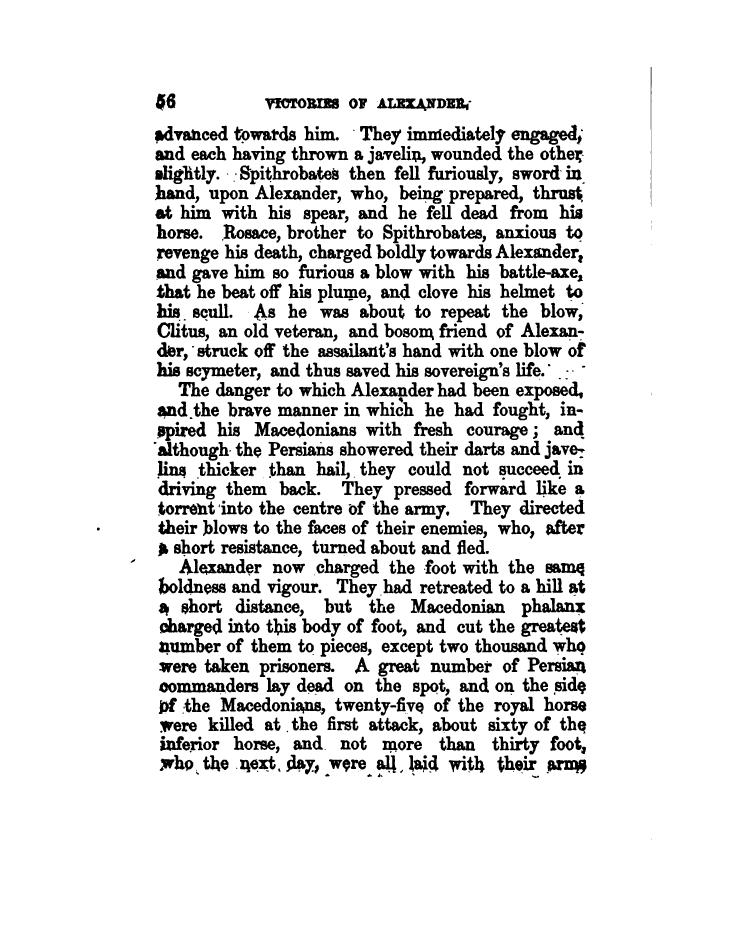 56 VICTORIES OF ALEXANDER.
advanced towards him. They immediately engaged,
and each having thrown a javelin, wounded the other
slightly. Spithrobates then fell furiously, sword in
hand, upon Alexander, who, being prepared, thrust
at him with his spear, and he fell dead from his
horse. Rosace, brother to Spithrobates, anxious to
revenge his death, charged boldly towards Alexander,
and gave him so furious a blow with his battle-axe,
that he beat off his plume, and clove his helmet to
his scull. As he was about to repeat the blow,
Clitus, an old veteran, and bosom friend of Alexan-
der, struck off the assailant's hand with one blow of
his scymeter, and thus saved his sovereign's life.
The danger to which Alexander had been exposed,
and the brave manner in which he had fought, in-
spired his Macedonians with fresh courage; and
although the Persians showered their darts and jave-
lins thicker than hail, they could not succeed in
driving them back. They pressed forward like a
torrent into the centre of the army. They directed
their blows to the faces of their enemies, who, after
a short resistance, turned about and fled.
Alexander now charged the foot with the same
boldness and vigour. They had retreated to a hill at
a short distance, but the Macedonian phalanx
charged into this body of foot, and cut the greatest
number of them to pieces, except two thousand who
were taken prisoners. A great number of Persian
commanders lay dead on the spot, and on the side
of the Macedonians, twenty-five of the royal horse
were killed at the first attack, about sixty of the
inferior horse, and not more than thirty foot,
who the next day, were all laid with their arms